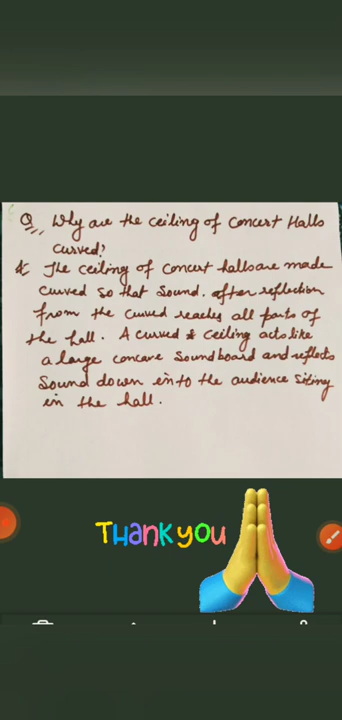 Q Why are the ceiling of Concert Halls
Curved?
The ceiling of concert halls are made
curved so that sound. after reflection
from the curved reaches all parts of
the hall. A curved ceiling acts like
a large concave Soundboard and reflects
Sound down into the audience siting
in the hall.
THANK YOU